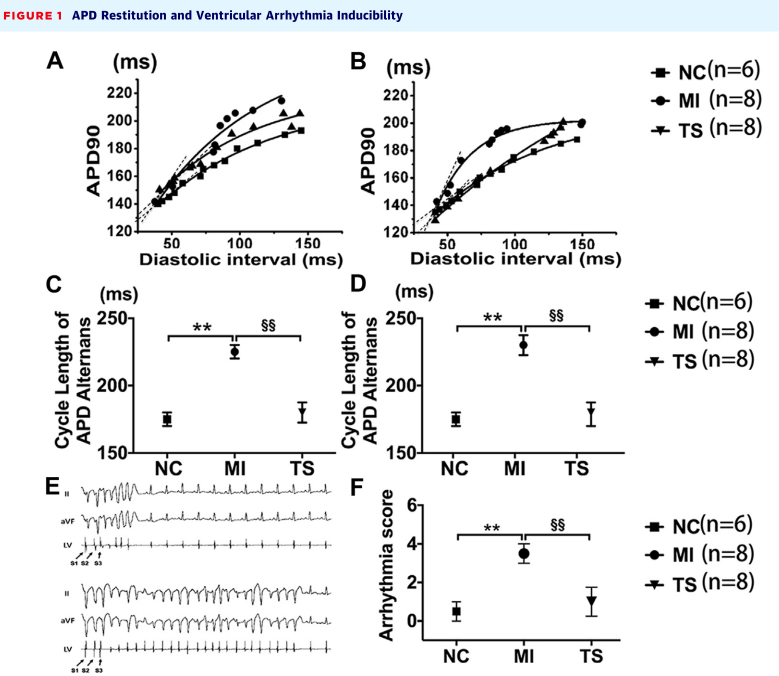 FIGURE 1 APD Restitution and Ventricular Arrhythmia Inducibility
A (ms)
220
200
180
160
140
120
APD90
50 100 150
Diastolic interval (ms)
B (ms)
220
200
180
160
140
120
APD90
50 100 150
Diastolic interval (ms)
NC (n=6)
MI (n=8)
TS (n=8)
C (ms)
250
200
150
Cycle Length of
APD Alternans
** §§
NC MI TS
D (ms)
250
200
150
Cycle Length of
APD Alternans
** §§
NC MI TS
NC (n=6)
MI (n=8)
TS (n=8)
E
II
aVF
LV
S1 S2 S3
II
aVF
LV
S1 S2 S3
F
6
4
2
0
Arrhythmia score
** §§
NC MI TS
NC (n=6)
MI (n=8)
TS (n=8)